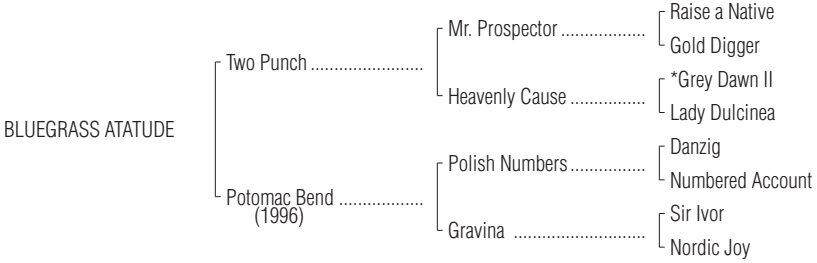 Raise a Native
Mr. Prospector ..................
Gold Digger
Two Punch ........................
*Grey Dawn II
Heavenly Cause ................
Lady Dulcinea
BLUEGRASS ATATUDE
Danzig
Polish Numbers ................
Numbered Account
Potomac Bend ..................
(1996)
Sir Ivor
Gravina ............................
Nordic Joy